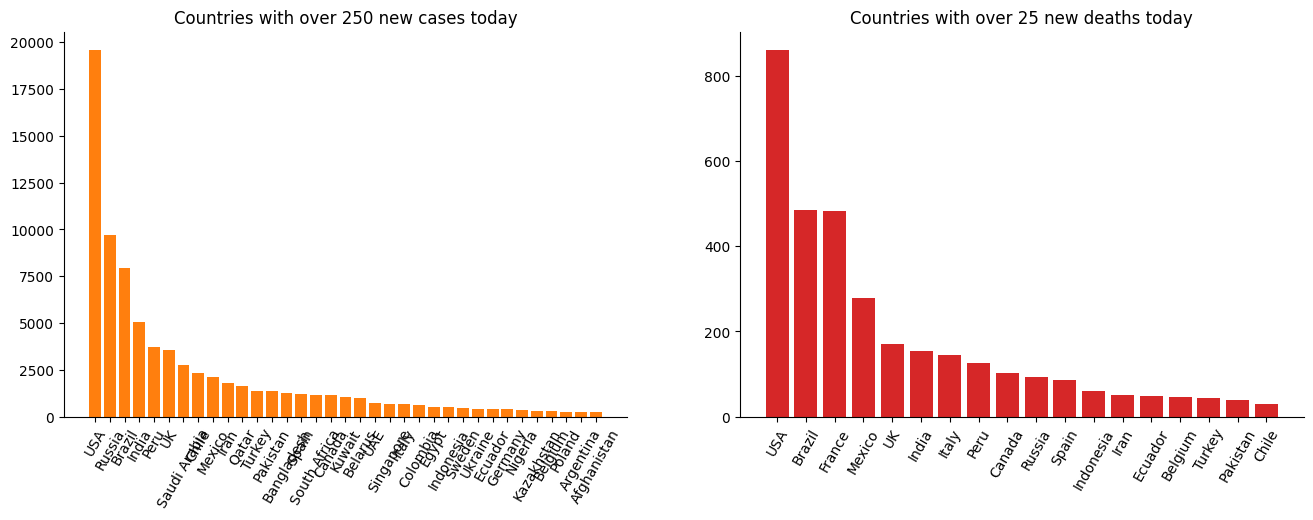 Countries with over 250 new cases today
20000
17500
15000
12500
10000
7500
5000
2500
0
USA
Russia
Brazil
India
Peru
UK
Saudi Arabia
Chile
Mexico
Iran
Qatar
Turkey
Pakistan
Bangladesh
Spain
South Africa
Canada
Kuwait
Belarus
UAE
Singapore
Italy
Colombia
Egypt
Indonesia
Sweden
Ukraine
Ecuador
Germany
Nigeria
Kazakhstan
Belgium
Poland
Argentina
Afghanistan
Countries with over 25 new deaths today
800
600
400
200
0
USA
Brazil
France
Mexico
UK
India
Italy
Peru
Canada
Russia
Spain
Indonesia
Iran
Ecuador
Belgium
Turkey
Pakistan
Chile